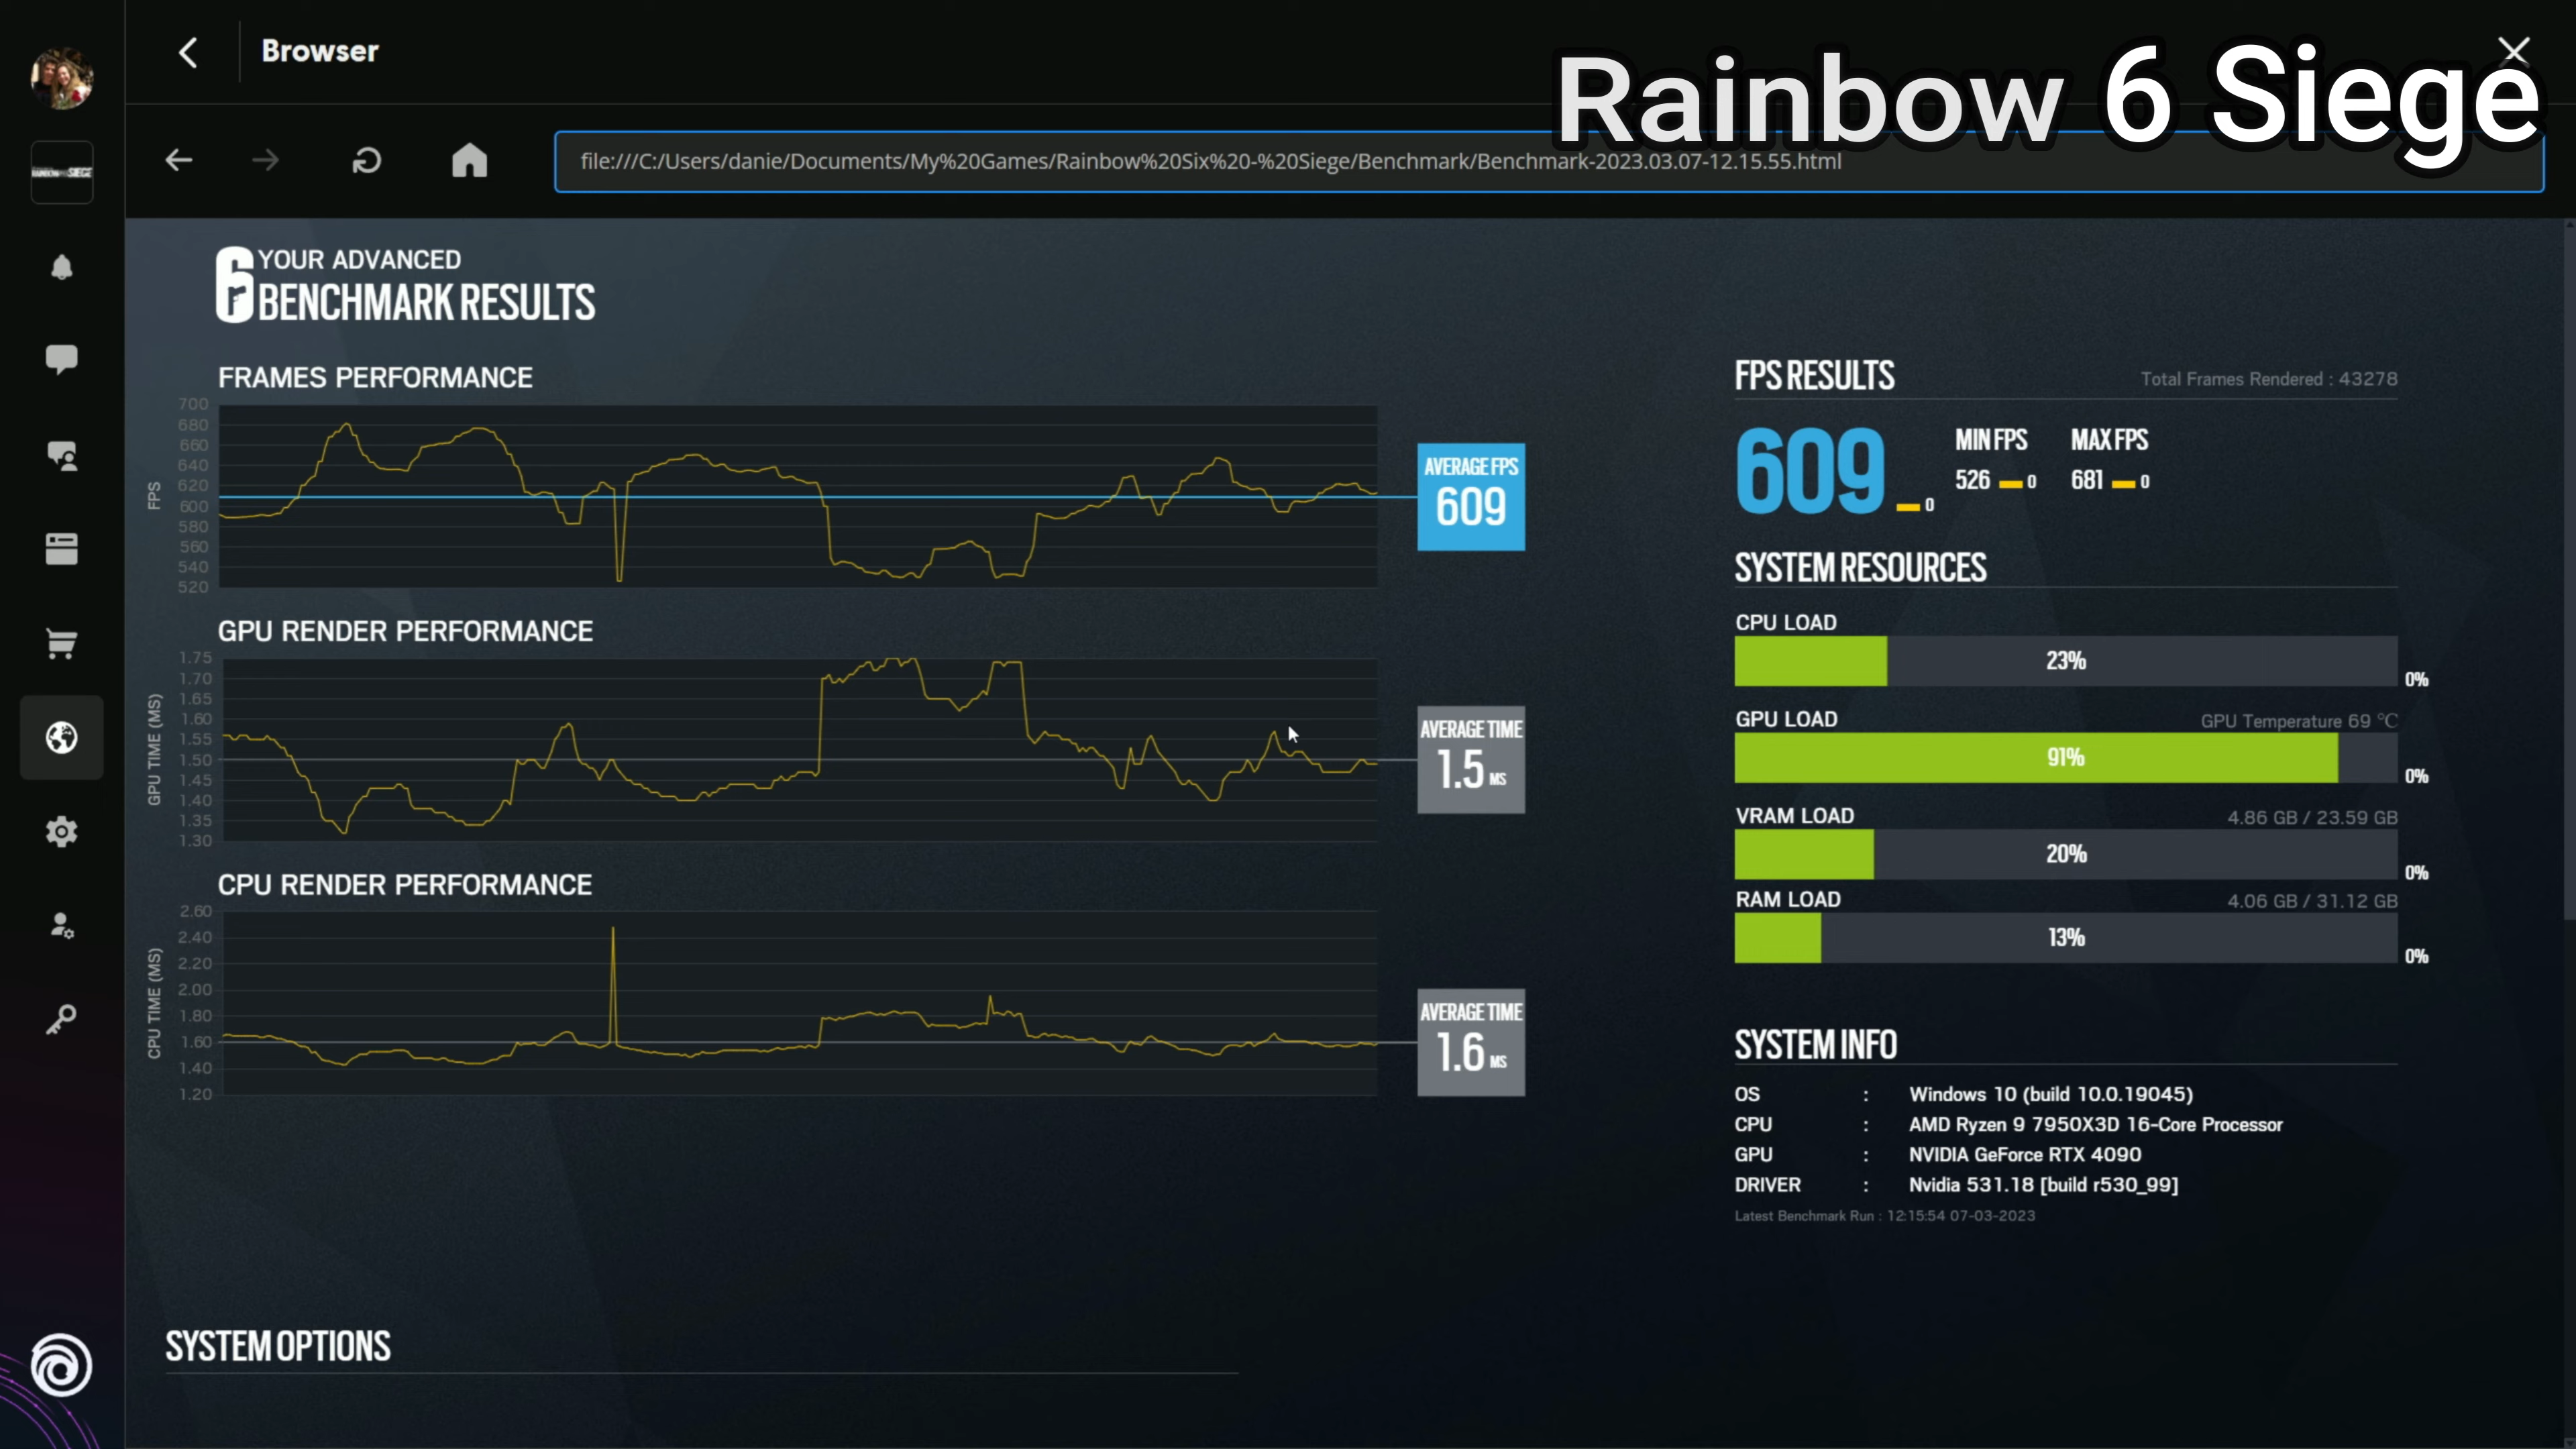 Browser
Rainbow 6 Siege
file:///C:/Users/danie/Documents/My%20Games/Rainbow%20Six%20-%20Siege/Benchmark/Benchmark-2023.03.07-12.15.55.html
SIEGE
YOUR ADVANCED
BENCHMARK RESULTS
FRAMES PERFORMANCE
700
680
660
640
620
600
580
560
540
520
FPS
AVERAGE FPS
609
GPU RENDER PERFORMANCE
1.75
1.70
1.65
1.60
1.55
1.50
1.45
1.40
1.35
1.30
GPU TIME (MS)
AVERAGE TIME
1.5 MS
CPU RENDER PERFORMANCE
2.60
2.40
2.20
2.00
1.80
1.60
1.40
1.20
CPU TIME (MS)
AVERAGE TIME
1.6 MS
FPS RESULTS
Total Frames Rendered : 43278
609
0
MIN FPS
526 0
MAX FPS
681 0
SYSTEM RESOURCES
CPU LOAD
23%
0%
GPU LOAD
GPU Temperature 69 °C
91%
0%
VRAM LOAD
4.86 GB / 23.59 GB
20%
0%
RAM LOAD
4.06 GB / 31.12 GB
13%
0%
SYSTEM INFO
OS : Windows 10 (build 10.0.19045)
CPU : AMD Ryzen 9 7950X3D 16-Core Processor
GPU : NVIDIA GeForce RTX 4090
DRIVER : Nvidia 531.18 [build r530_99]
Latest Benchmark Run : 12:15:54 07-03-2023
SYSTEM OPTIONS